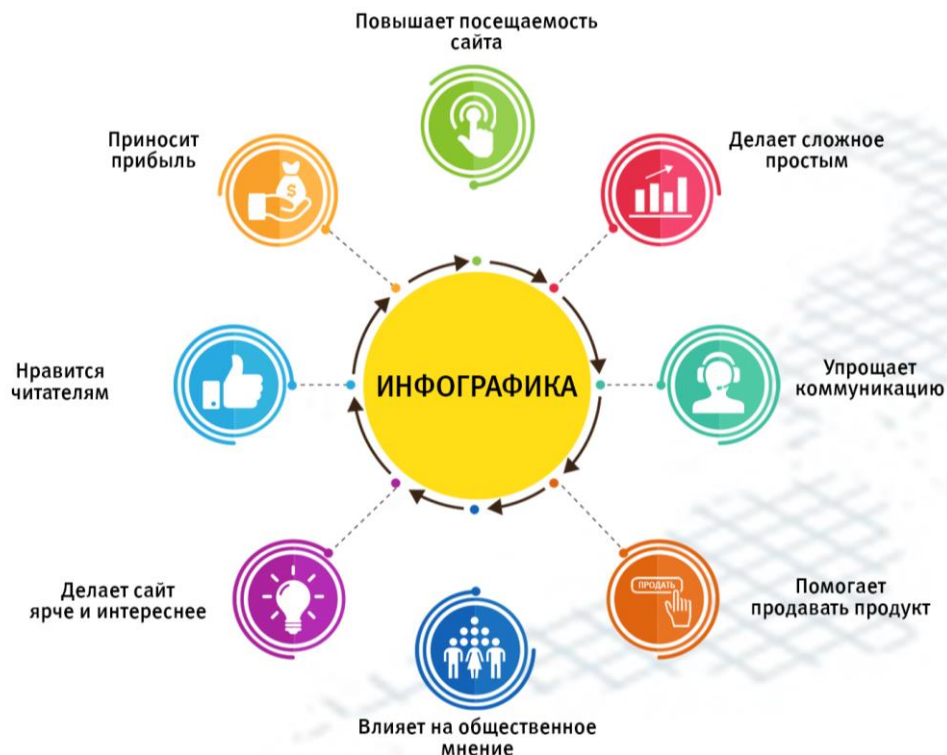 Повышает посещаемость
сайта
Приносит
прибыль
Делает сложное
простым
$
Нравится
читателям
ИНФОГРАФИКА
Упрощает
коммуникацию
Делает сайт
ярче и интереснее
ПРОДАТЬ
Помогает
продавать продукт
Влияет на общественное
мнение